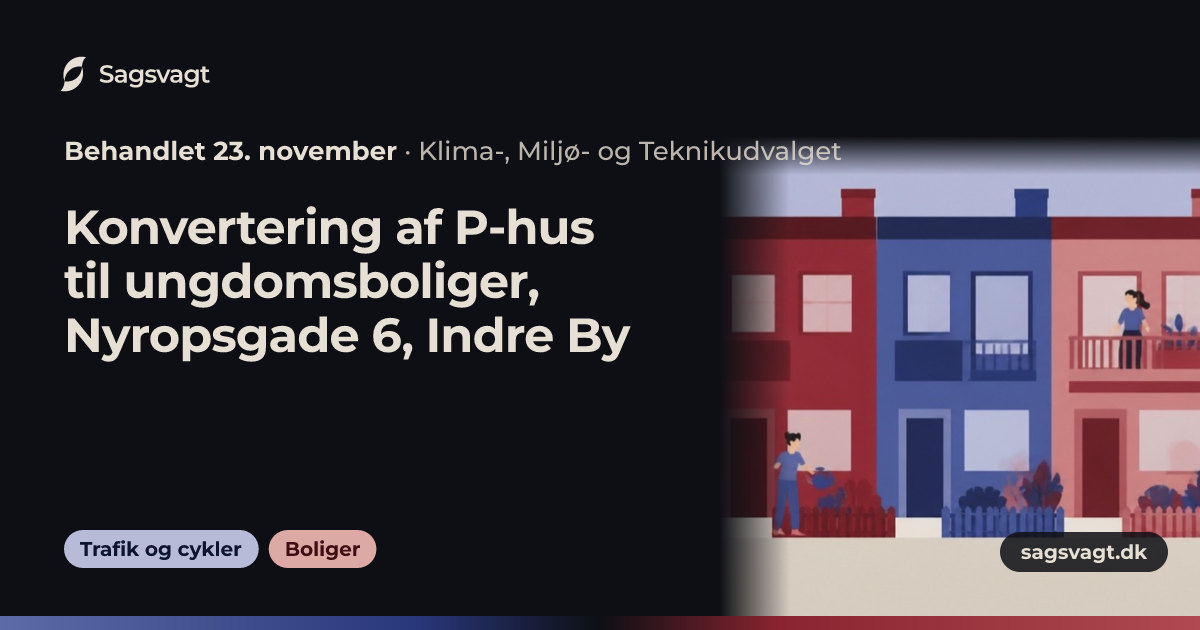 Sagsvagt
Behandlet 23. november · Klima-, Miljø- og Teknikudvalget
Konvertering af P-hus
til ungdomsboliger,
Nyropsgade 6, Indre By
Trafik og cykler
Boliger
sagsvagt.dk